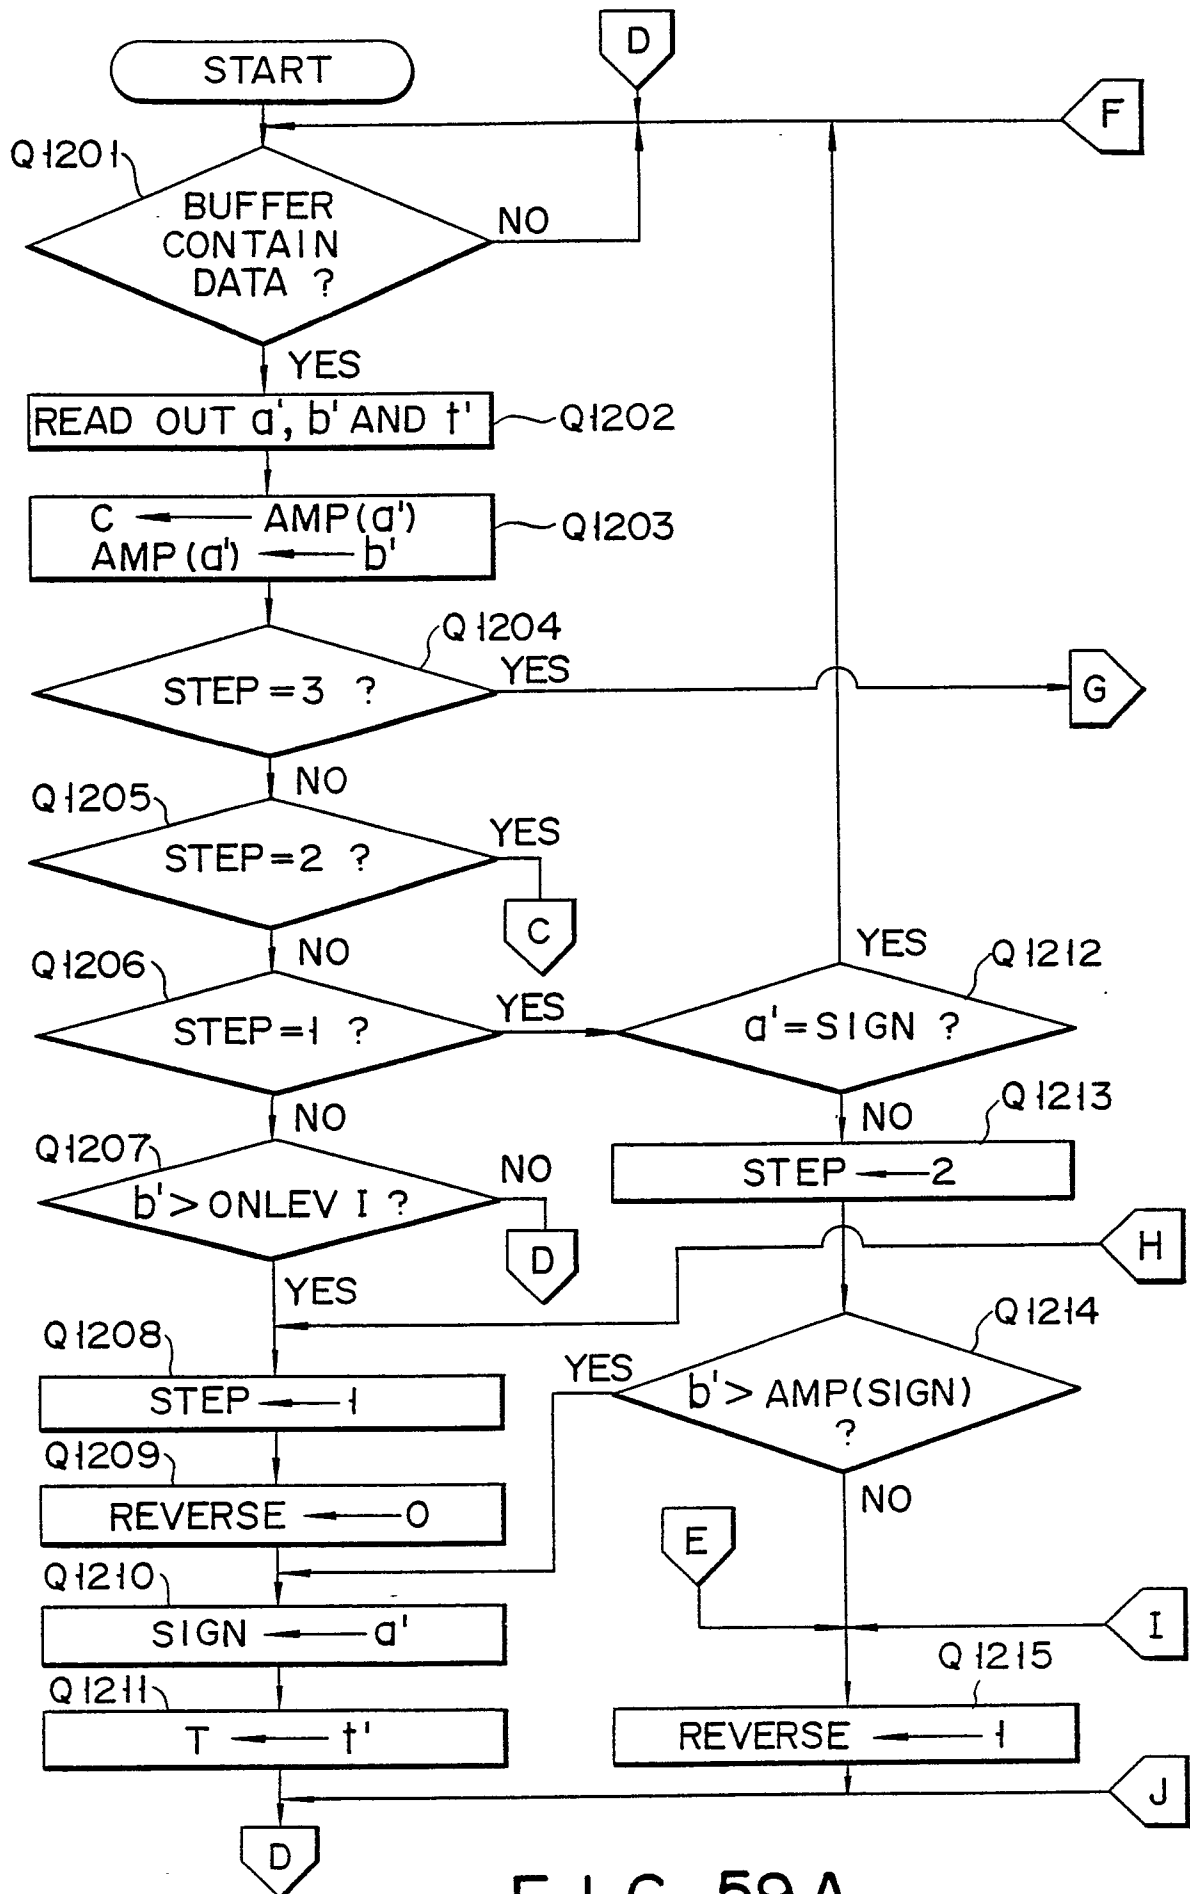 START
D
F
Q1201
BUFFER
CONTAIN
DATA ?
NO
YES
READ OUT a', b' AND t'
Q1202
C ← AMP(a')
AMP(a') ← b'
Q1203
Q1204
STEP=3 ?
YES
G
NO
Q1205
STEP=2 ?
YES
C
NO
Q1206
STEP=1 ?
YES
YES
Q1212
a'=SIGN ?
NO
NO
Q1213
STEP ← 2
Q1207
b'> ONLEV I ?
NO
D
H
YES
Q1208
STEP ← 1
Q1214
YES
b'> AMP(SIGN)
?
NO
Q1209
REVERSE ← 0
E
Q1210
SIGN ← a'
I
Q1211
T ← t'
Q1215
REVERSE ← 1
J
D
FIG. 59A